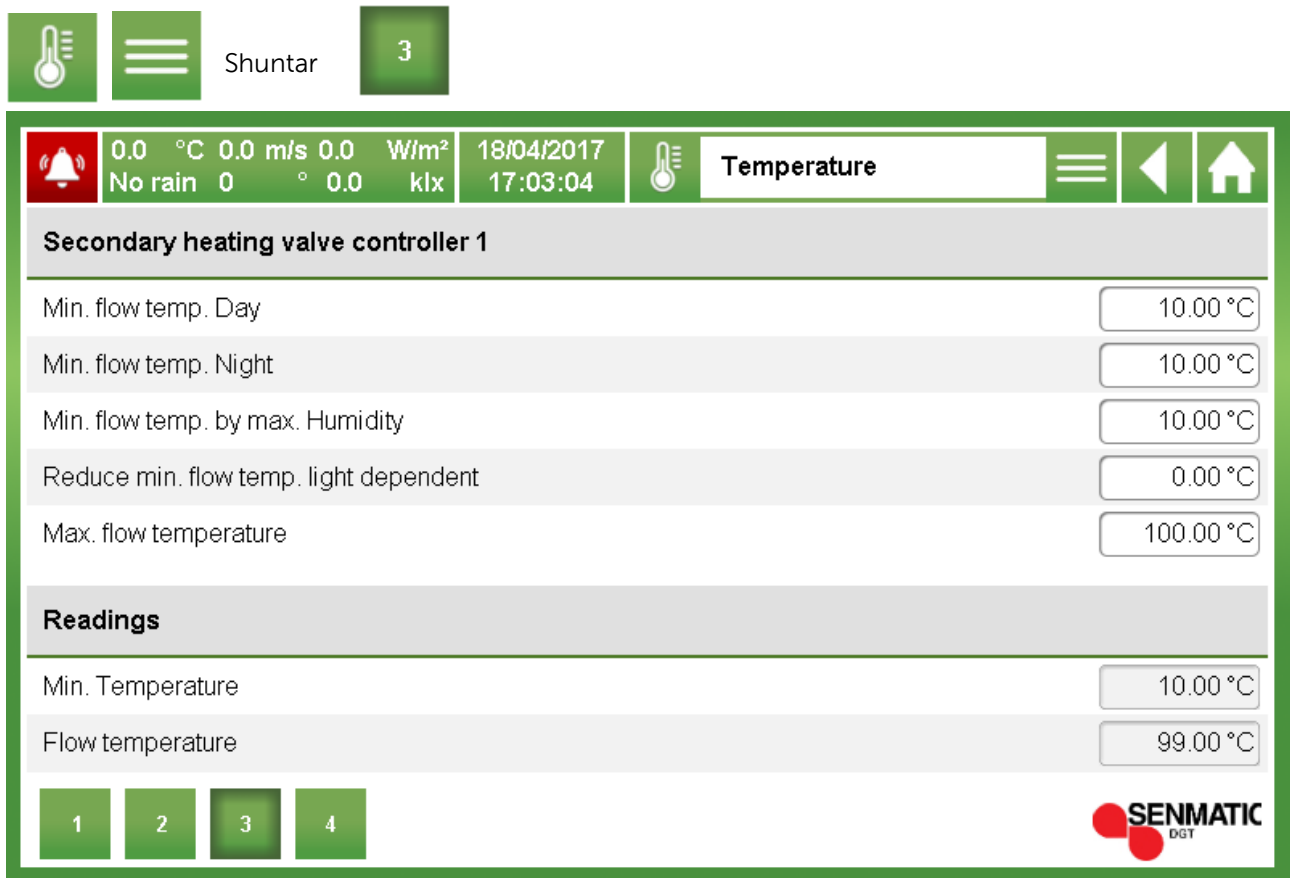 Shuntar 3
0.0 °C 0.0 m/s 0.0 W/m² 18/04/2017
No rain 0 ° 0.0 klx 17:03:04
Temperature
Secondary heating valve controller 1
Min. flow temp. Day 10.00 °C
Min. flow temp. Night 10.00 °C
Min. flow temp. by max. Humidity 10.00 °C
Reduce min. flow temp. light dependent 0.00 °C
Max. flow temperature 100.00 °C
Readings
Min. Temperature 10.00 °C
Flow temperature 99.00 °C
1 2 3 4
SENMATIC
DGT